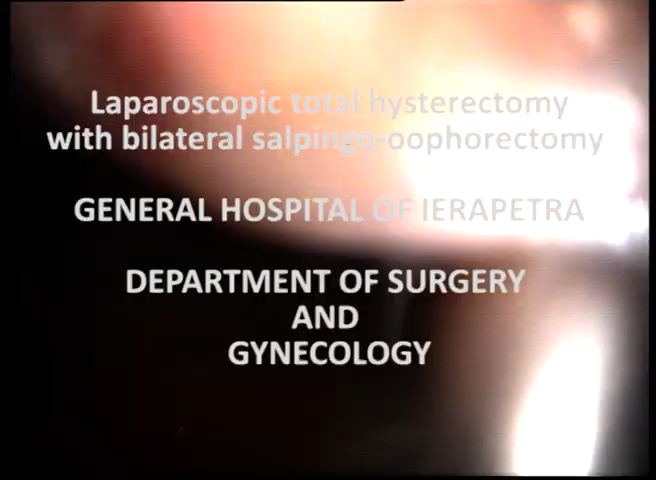 Laparoscopic total hysterectomy
with bilateral salpingo-oophorectomy
GENERAL HOSPITAL OF IERAPETRA
DEPARTMENT OF SURGERY
AND
GYNECOLOGY